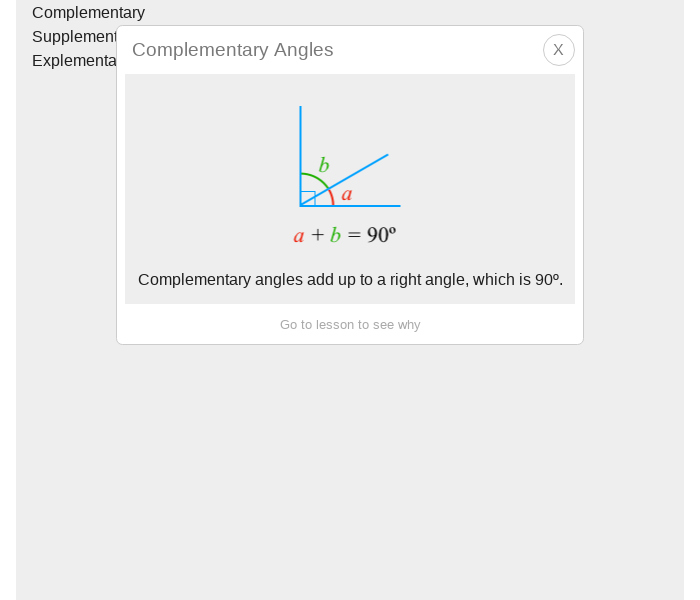 Complementary
Supplement
Explementa
Complementary Angles
X
b
a
a + b = 90º
Complementary angles add up to a right angle, which is 90º.
Go to lesson to see why